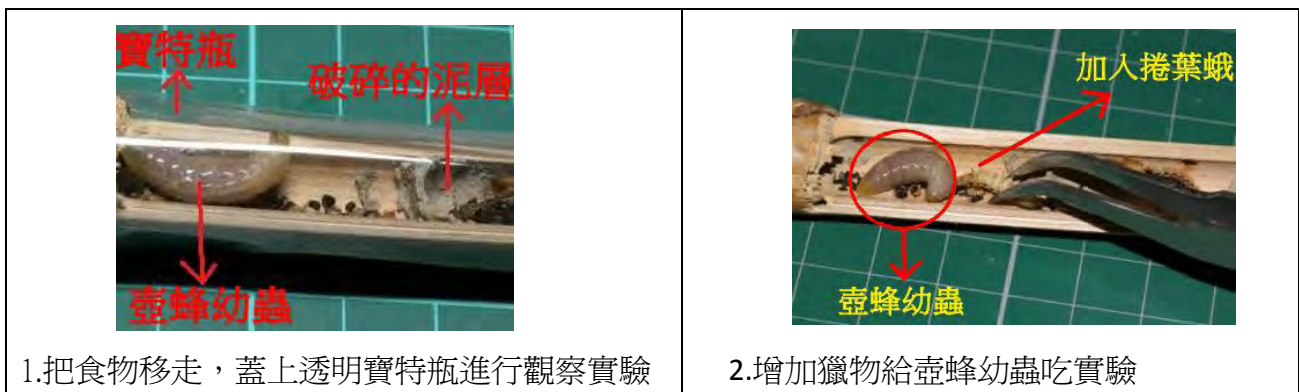 寶特瓶
破碎的泥層
壺蜂幼蟲
1.把食物移走，蓋上透明寶特瓶進行觀察實驗
加入捲葉蛾
壺蜂幼蟲
2.增加獵物給壺蜂幼蟲吃實驗